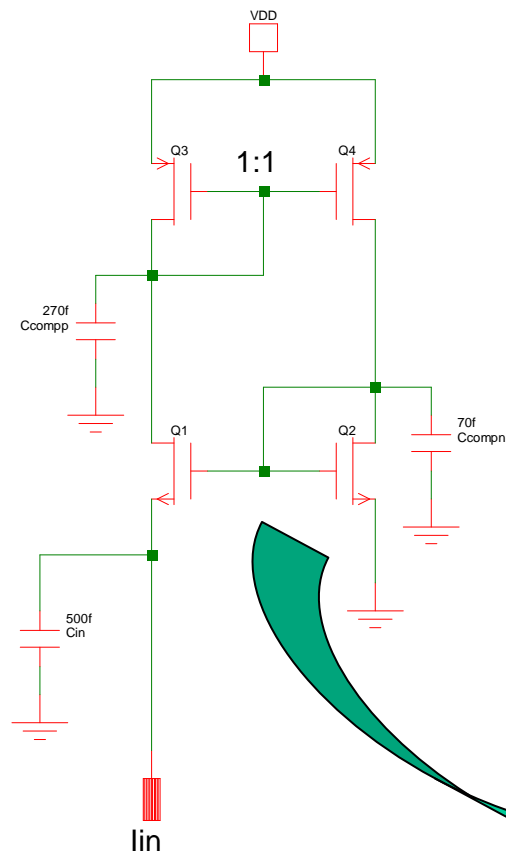 VDD
Q3
Q4
1:1
270f
Ccompp
Q1
Q2
70f
Ccompn
500f
Cin
Iin